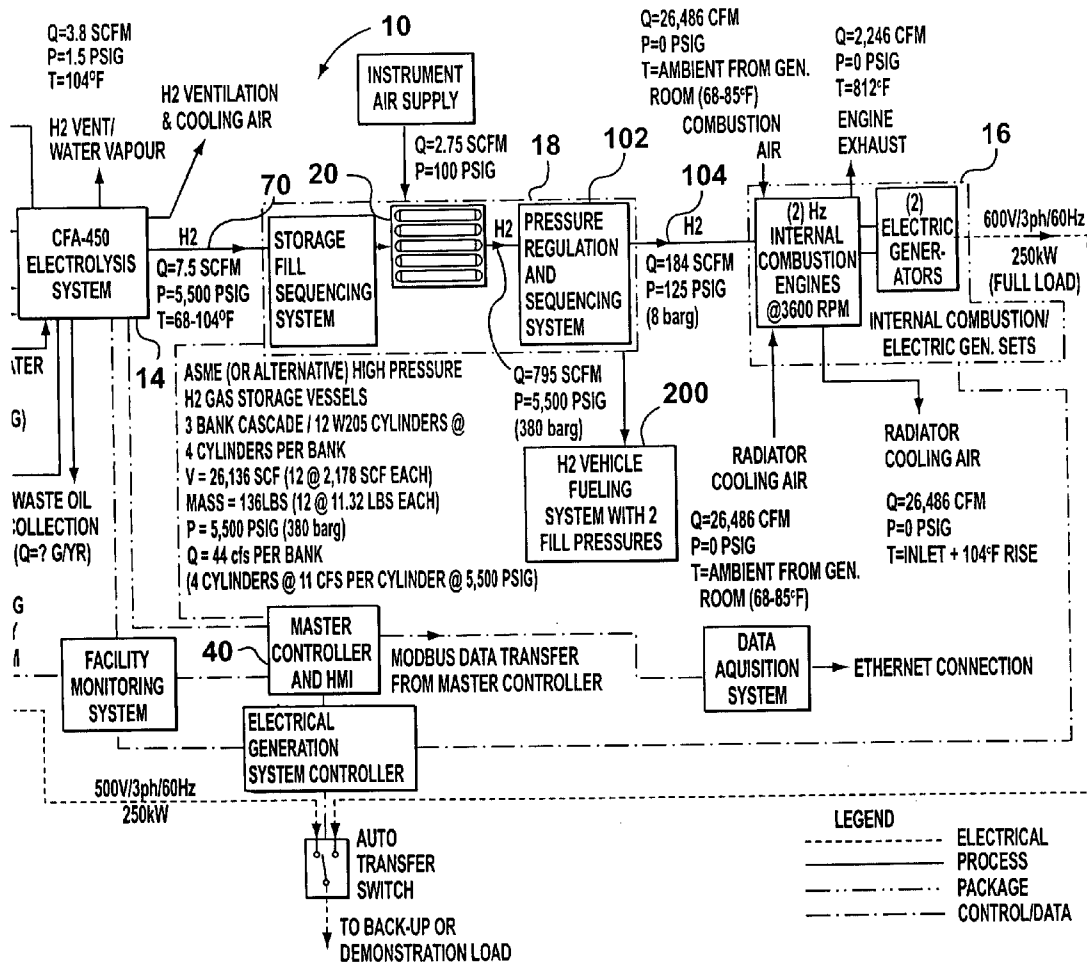 Q=3.8 SCFM
P=1.5 PSIG
T=104ºF
H2 VENT/
WATER VAPOUR
H2 VENTILATION
& COOLING AIR
10
INSTRUMENT
AIR SUPPLY
Q=2.75 SCFM
P=100 PSIG
Q=26,486 SCFM
P=0 PSIG
T=AMBIENT FROM GEN.
ROOM (68-85ºF)
COMBUSTION
AIR
Q=2,246 CFM
P=0 PSIG
T=812ºF
ENGINE
EXHAUST
16
CFA-450
ELECTROLYSIS
SYSTEM
14
70
H2
Q=7.5 SCFM
P=5,500 PSIG
T=68-104ºF
STORAGE
FILL
SEQUENCING
SYSTEM
20
H2
18
102
PRESSURE
REGULATION
AND
SEQUENCING
SYSTEM
104
H2
Q=184 SCFM
P=125 PSIG
(8 barg)
(2) Hz
INTERNAL
COMBUSTION
ENGINES
@3600 RPM
(2)
ELECTRIC
GENER-
ATORS
600V/3ph/60Hz
250kW
(FULL LOAD)
INTERNAL COMBUSTION/
ELECTRIC GEN. SETS
ATER
G)
WASTE OIL
COLLECTION
(Q=? G/YR)
ASME (OR ALTERNATIVE) HIGH PRESSURE
H2 GAS STORAGE VESSELS
3 BANK CASCADE / 12 W205 CYLINDERS @
4 CYLINDERS PER BANK
V = 26,136 SCF (12 @ 2,178 SCF EACH)
MASS = 136LBS (12 @ 11.32 LBS EACH)
P = 5,500 PSIG (380 barg)
Q = 44 cfs PER BANK
(4 CYLINDERS @ 11 CFS PER CYLINDER @ 5,500 PSIG)
Q=795 SCFM
P=5,500 PSIG
(380 barg)
200
H2 VEHICLE
FUELING
SYSTEM WITH 2
FILL PRESSURES
RADIATOR
COOLING AIR
Q=26,486 CFM
P=0 PSIG
T=AMBIENT FROM GEN.
ROOM (68-85ºF)
RADIATOR
COOLING AIR
Q=26,486 CFM
P=0 PSIG
T=INLET + 104ºF RISE
G
FACILITY
MONITORING
SYSTEM
40
MASTER
CONTROLLER
AND HMI
MODBUS DATA TRANSFER
FROM MASTER CONTROLLER
DATA
AQUISITION
SYSTEM
ETHERNET CONNECTION
ELECTRICAL
GENERATION
SYSTEM CONTROLLER
500V/3ph/60Hz
250kW
AUTO
TRANSFER
SWITCH
TO BACK-UP OR
DEMONSTRATION LOAD
LEGEND
ELECTRICAL
PROCESS
PACKAGE
CONTROL/DATA